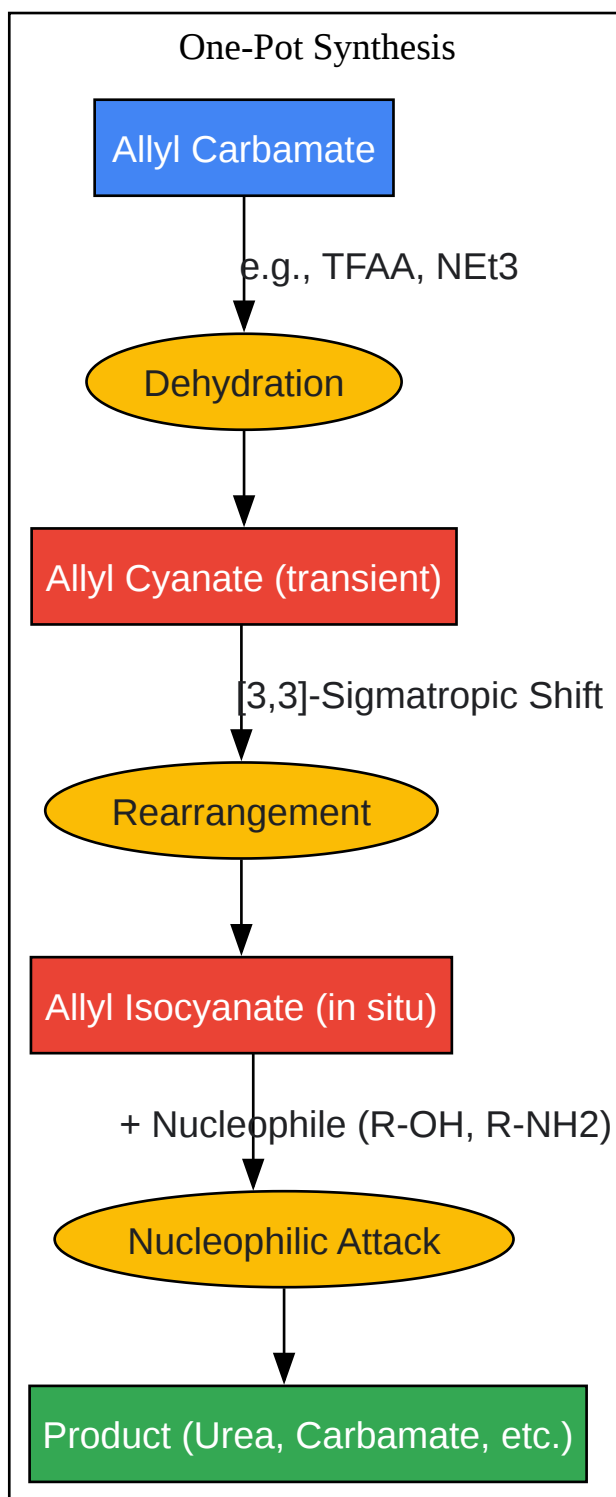 One-Pot Synthesis
Allyl Carbamate
e.g., TFAA, NEt3
Dehydration
Allyl Cyanate (transient)
[3,3]-Sigmatropic Shift
Rearrangement
Allyl Isocyanate (in situ)
+ Nucleophile (R-OH, R-NH2)
Nucleophilic Attack
Product (Urea, Carbamate, etc.)